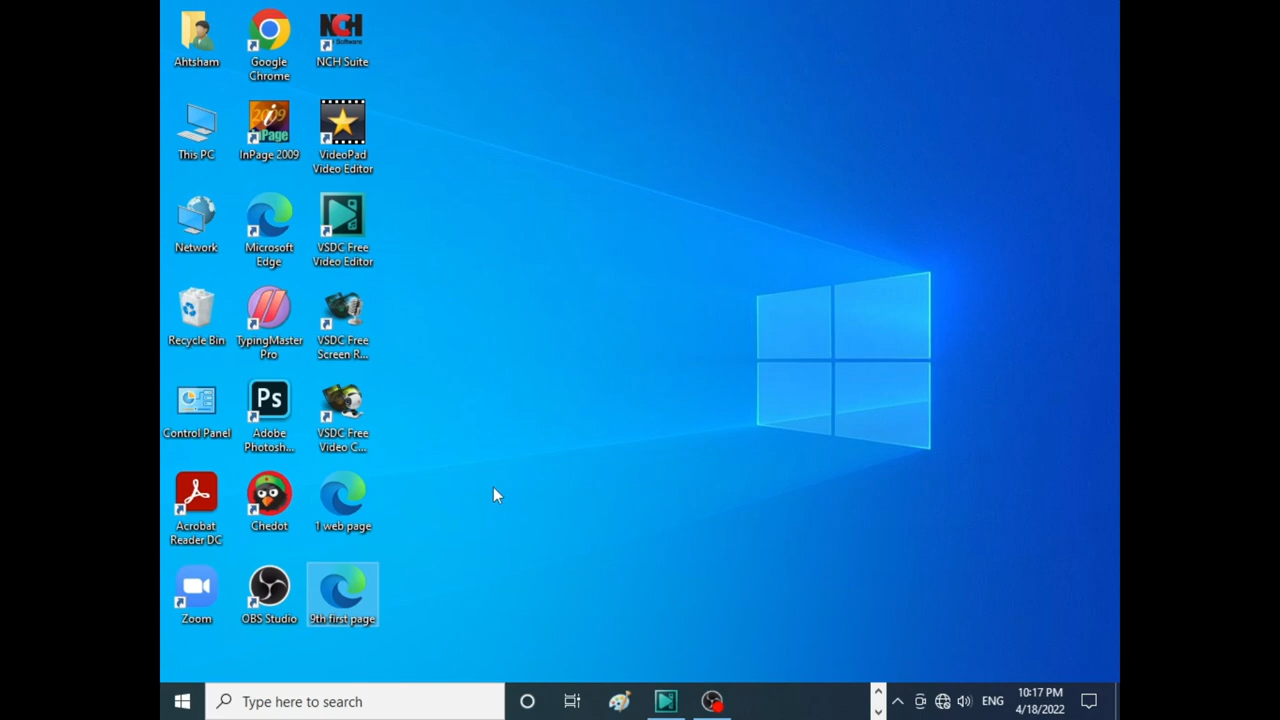 Ahtsham
Google
Chrome
NCH
Software
NCH Suite
This PC
2009
InPage
InPage 2009
VideoPad
Video Editor
Network
Microsoft
Edge
VSDC Free
Video Editor
Recycle Bin
TypingMaster
Pro
VSDC Free
Screen R...
Control Panel
Ps
Adobe
Photosh...
VSDC Free
Video C...
Acrobat
Reader DC
Chedot
1 web page
Zoom
OBS Studio
9th first page
Type here to search
ENG
10:17 PM
4/18/2022